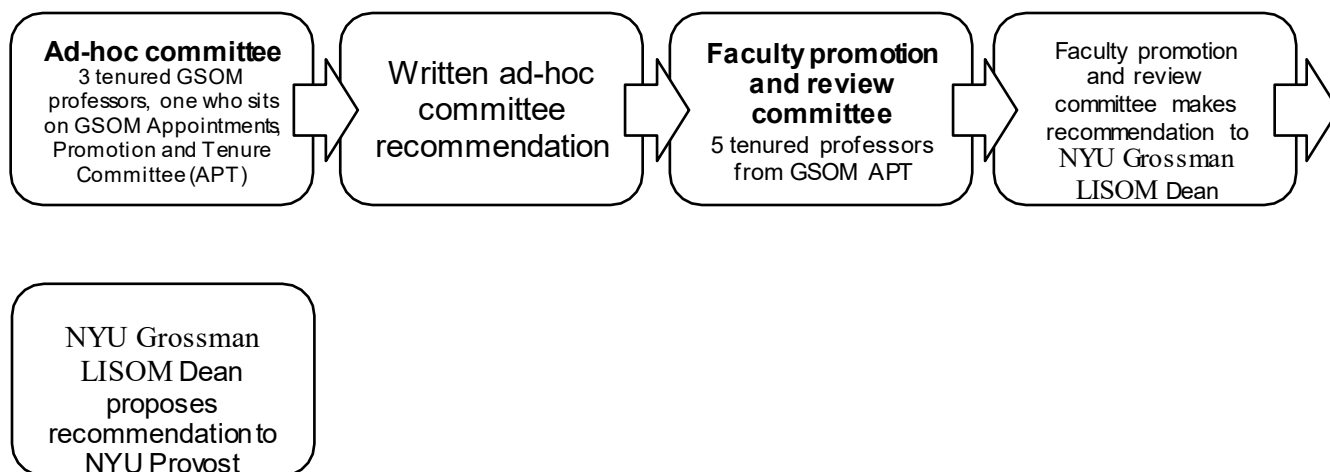 Ad-hoc committee
3 tenured GSOM
professors, one who sits
on GSOM Appointments,
Promotion and Tenure
Committee (APT)
Written ad-hoc
committee
recommendation
Faculty promotion
and review
committee
5 tenured professors
from GSOM APT
Faculty promotion
and review
committee makes
recommendation to
NYU Grossman
LISOM Dean
NYU Grossman
LISOM Dean
proposes
recommendation to
NYU Provost